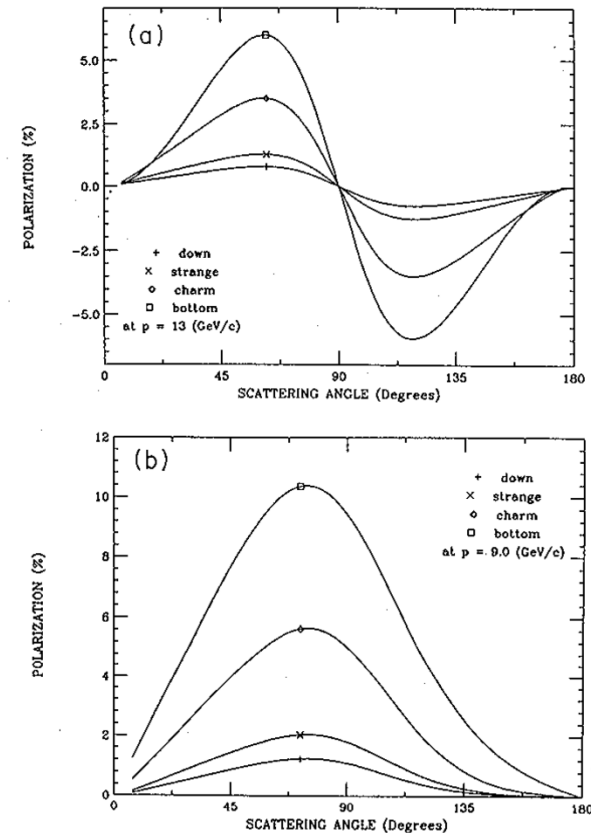 (a)
5.0
2.5
0.0
-2.5
-5.0
POLARIZATION (%)
+ down
× strange
◇ charm
□ bottom
at p = 13 (GeV/c)
0 45 90 135 180
SCATTERING ANGLE (Degrees)
(b)
12
10
8
6
4
2
0
POLARIZATION (%)
+ down
× strange
◇ charm
□ bottom
at p = 9.0 (GeV/c)
0 45 90 135 180
SCATTERING ANGLE (Degrees)